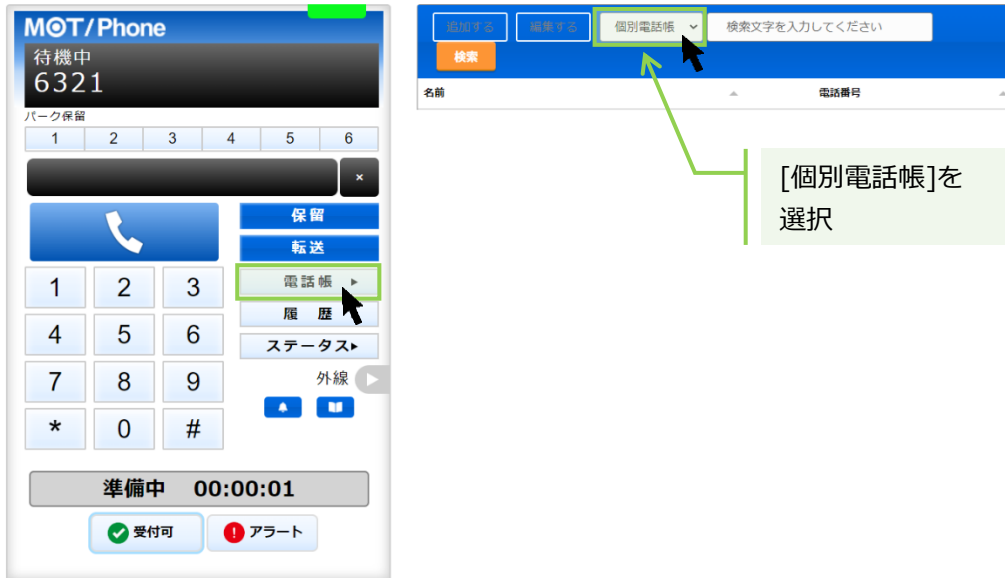 MOT/Phone
待機中
6321
パーク保留
1 2 3 4 5 6
×
保留
転送
電話帳
履 歴
ステータス
外線
1 2 3
4 5 6
7 8 9
* 0 #
準備中 00:00:01
受付可 アラート
追加する 編集する 個別電話帳 検索文字を入力してください
検索
名前 電話番号
[個別電話帳]を
選択